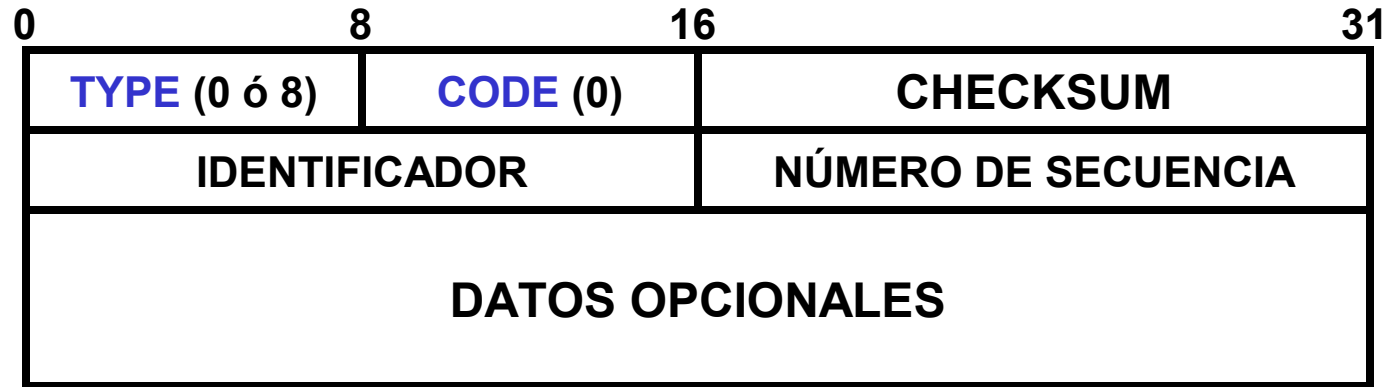 0 8 16 31
TYPE (0 ó 8) CODE (0) CHECKSUM
IDENTIFICADOR NÚMERO DE SECUENCIA
DATOS OPCIONALES